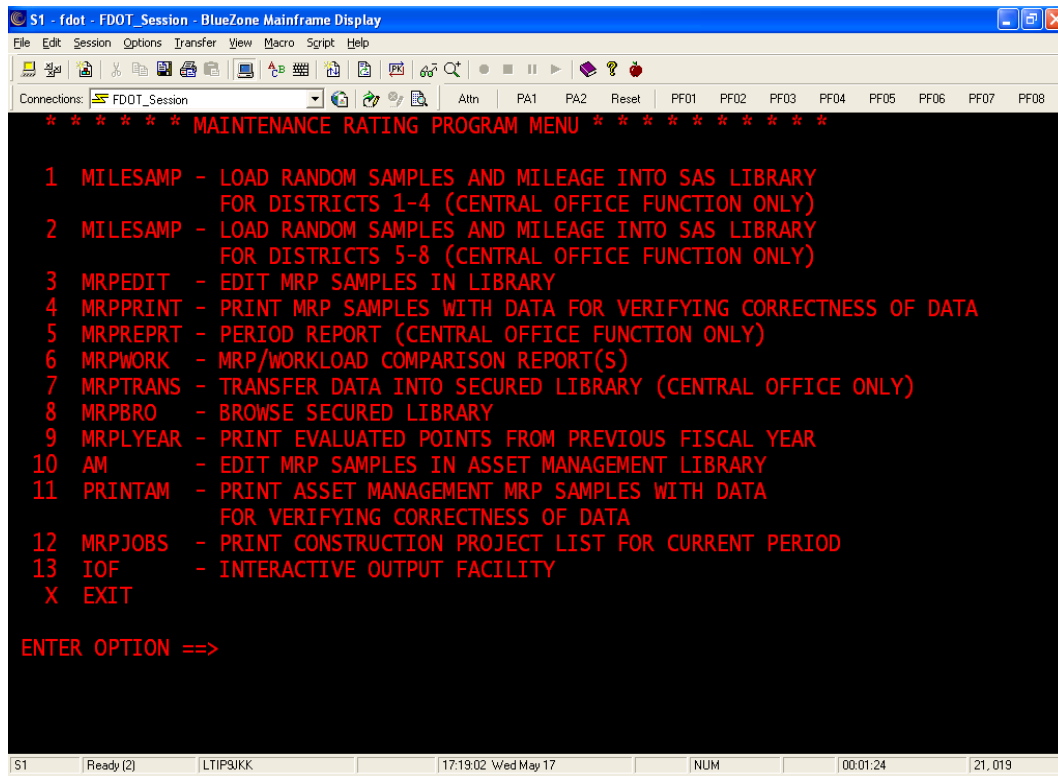 S1 - fdot - FDOT_Session - BlueZone Mainframe Display
File Edit Session Options Transfer View Macro Script Help
Connections: FDOT_Session Attn PA1 PA2 Reset PF01 PF02 PF03 PF04 PF05 PF06 PF07 PF08
* * * * * * MAINTENANCE RATING PROGRAM MENU * * * * * * * * * *
1 MILESAMP - LOAD RANDOM SAMPLES AND MILEAGE INTO SAS LIBRARY
FOR DISTRICTS 1-4 (CENTRAL OFFICE FUNCTION ONLY)
2 MILESAMP - LOAD RANDOM SAMPLES AND MILEAGE INTO SAS LIBRARY
FOR DISTRICTS 5-8 (CENTRAL OFFICE FUNCTION ONLY)
3 MRPEDIT - EDIT MRP SAMPLES IN LIBRARY
4 MRPPRINT - PRINT MRP SAMPLES WITH DATA FOR VERIFYING CORRECTNESS OF DATA
5 MRPREPRT - PERIOD REPORT (CENTRAL OFFICE FUNCTION ONLY)
6 MRPWORK - MRP/WORKLOAD COMPARISON REPORT(S)
7 MRPTRANS - TRANSFER DATA INTO SECURED LIBRARY (CENTRAL OFFICE ONLY)
8 MRPBRO - BROWSE SECURED LIBRARY
9 MRPLYEAR - PRINT EVALUATED POINTS FROM PREVIOUS FISCAL YEAR
10 AM - EDIT MRP SAMPLES IN ASSET MANAGEMENT LIBRARY
11 PRINTAM - PRINT ASSET MANAGEMENT MRP SAMPLES WITH DATA
FOR VERIFYING CORRECTNESS OF DATA
12 MRPJOBS - PRINT CONSTRUCTION PROJECT LIST FOR CURRENT PERIOD
13 IOF - INTERACTIVE OUTPUT FACILITY
X EXIT
ENTER OPTION ==>
S1 Ready (2) LTIP9JKK 17:19:02 Wed May 17 NUM 00:01:24 21, 019